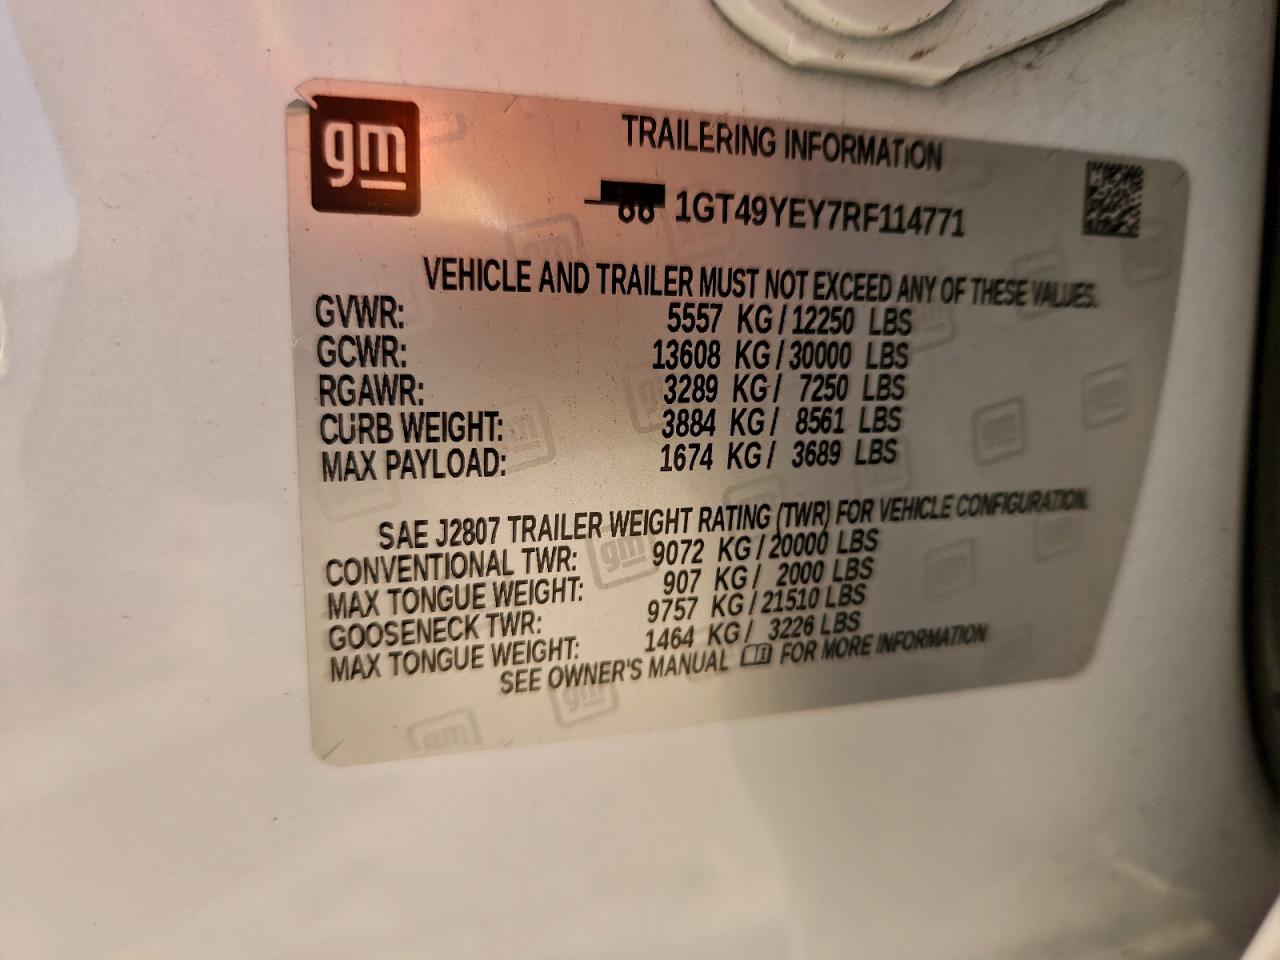 gm
TRAILERING INFORMATION
1GT49YEY7RF114771
VEHICLE AND TRAILER MUST NOT EXCEED ANY OF THESE VALUES.
GVWR: 5557 KG/12250 LBS
GCWR: 13608 KG/30000 LBS
RGAWR: 3289 KG/ 7250 LBS
CURB WEIGHT: 3884 KG/ 8561 LBS
MAX PAYLOAD: 1674 KG/ 3689 LBS
SAE J2807 TRAILER WEIGHT RATING (TWR) FOR VEHICLE CONFIGURATION.
CONVENTIONAL TWR: 9072 KG/20000 LBS
MAX TONGUE WEIGHT: 907 KG/ 2000 LBS
GOOSENECK TWR: 9757 KG/21510 LBS
MAX TONGUE WEIGHT: 1464 KG/ 3226 LBS
SEE OWNER'S MANUAL FOR MORE INFORMATION